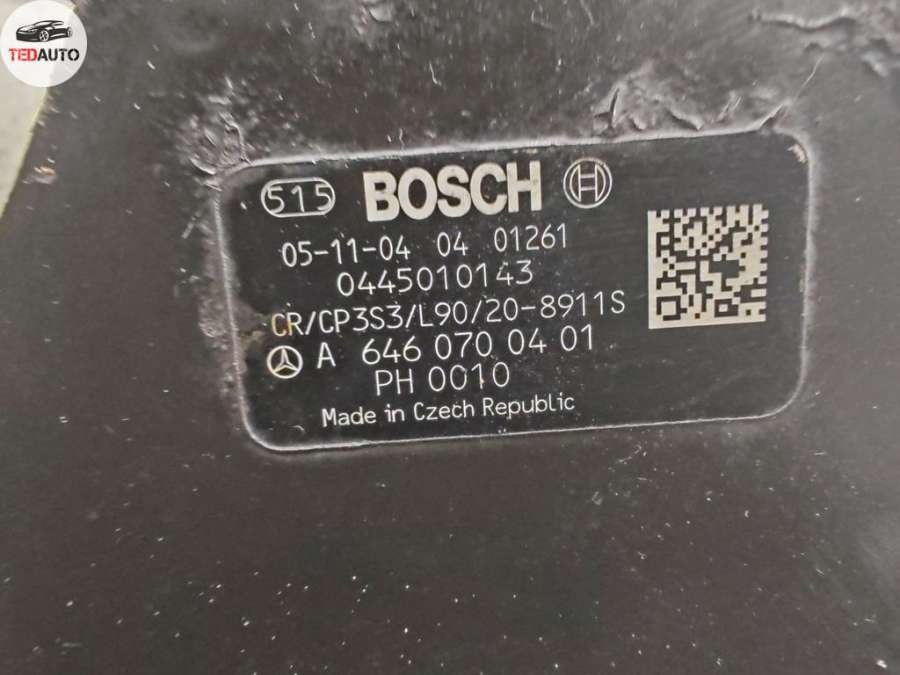 TEDAUTO
515 BOSCH
05-11-04 04 01261
0445010143
CR/CP3S3/L90/20-8911S
A 646 070 04 01
PH 0010
Made in Czech Republic